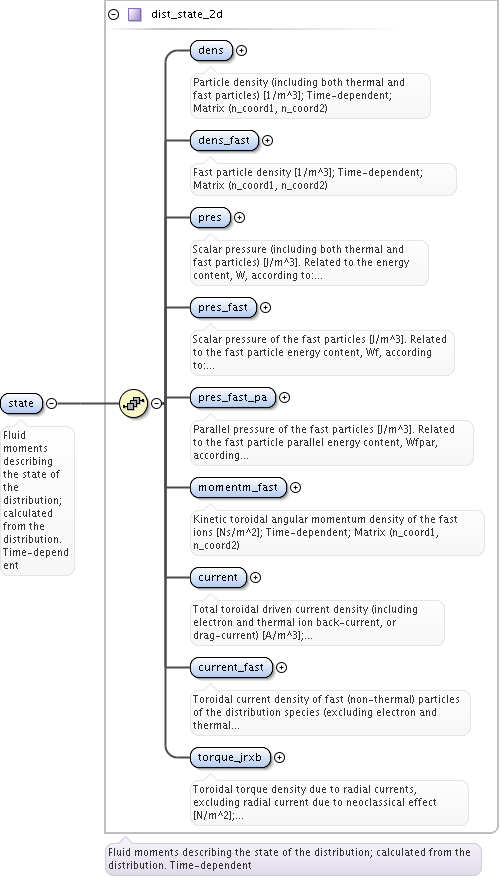 dist_state_2d
dens
Particle density (including both thermal and
fast particles) [1/m^3]; Time-dependent;
Matrix (n_coord1, n_coord2)
dens_fast
Fast particle density [1/m^3]; Time-dependent;
Matrix (n_coord1, n_coord2)
pres
Scalar pressure (including both thermal and
fast particles) [J/m^3]. Related to the energy
content, W, according to:...
pres_fast
Scalar pressure of the fast particles [J/m^3]. Related
to the fast particle energy content, Wf, according
to:...
pres_fast_pa
Parallel pressure of the fast particles [J/m^3]. Related
to the fast particle parallel energy content, Wfpar,
according...
state
Fluid
moments
describing
the state of
the
distribution;
calculated
from the
distribution.
Time-depend
ent
momentm_fast
Kinetic toroidal angular momentum density of the fast
ions [Ns/m^2]; Time-dependent; Matrix (n_coord1,
n_coord2)
current
Total toroidal driven current density (including
electron and thermal ion back-current, or
drag-current) [A/m^3];...
current_fast
Toroidal current density of fast (non-thermal) particles
of the distribution species (excluding electron and
thermal...
torque_jrxb
Toroidal torque density due to radial currents,
excluding radial current due to neoclassical effect
[N/m^2];...
Fluid moments describing the state of the distribution; calculated from the
distribution. Time-dependent